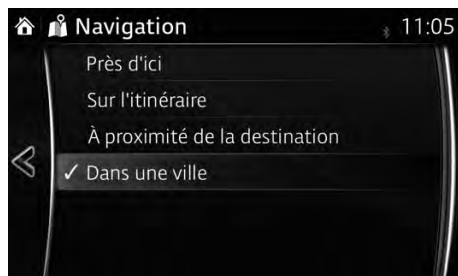 Navigation
11:05
Près d'ici
Sur l'itinéraire
À proximité de la destination
✓ Dans une ville